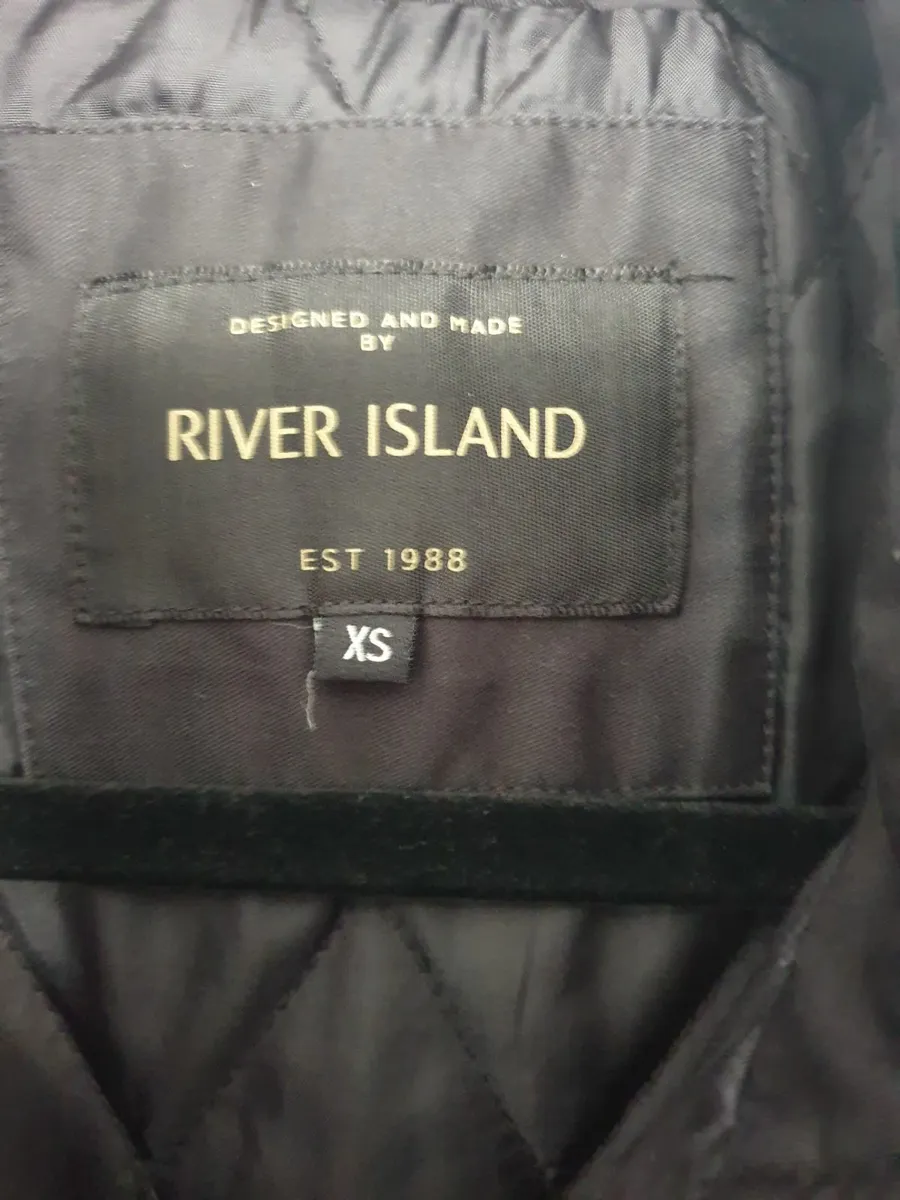 DESIGNED AND MADE
BY
RIVER ISLAND
EST 1988
XS